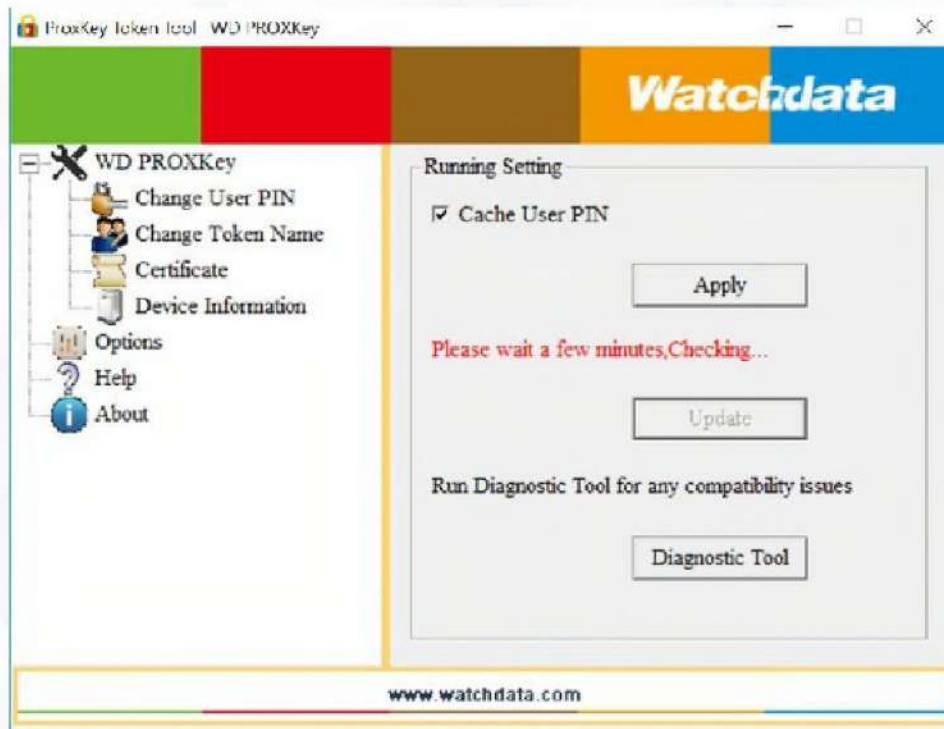 ProxKey Token Tool WD PROXKey
Watchdata
WD PROXKey
Change User PIN
Change Token Name
Certificate
Device Information
Options
Help
About
Running Setting
Cache User PIN
Apply
Please wait a few minutes,Checking...
Update
Run Diagnostic Tool for any compatibility issues
Diagnostic Tool
www.watchdata.com